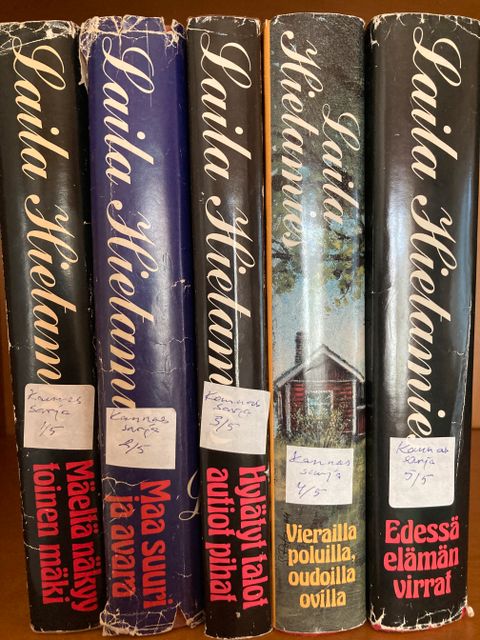 Laila Hietamies
Kannas
sarja
1/5
Mäellä näkyy
toinen mäki
Laila Hietamies
Kannas
sarja
2/5
Maa suuri
ja avara
Laila Hietamies
Kannas
sarja
3/5
Hylätyt talot
autiot pihat
Laila
Hietamies
Kannas
sarja
4/5
Vierailla
poluilla,
oudoilla
ovilla
Laila Hietamies
Kannas
sarja
5/5
Edessä
elämän
virrat